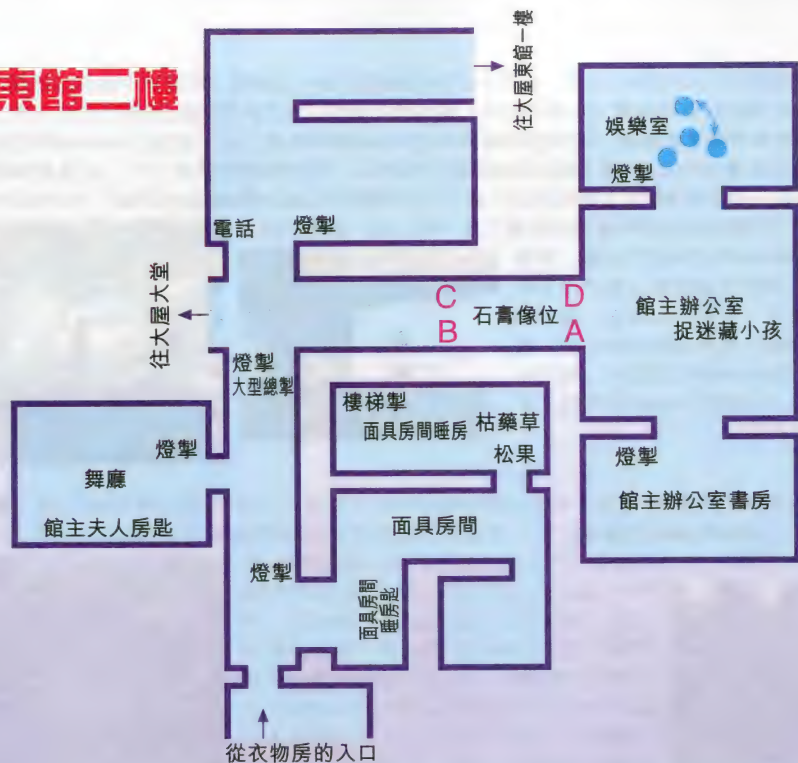 東館二樓
往大屋東館一樓
娛樂室
燈掣
電話
燈掣
往大屋大堂
C
D
石膏像位
B
A
館主辦公室
捉迷藏小孩
燈掣
大型總掣
樓梯掣
面具房間睡房
枯藥草
松果
燈掣
舞廳
館主夫人房匙
燈掣
館主辦公室書房
面具房間
燈掣
面具房間
睡房匙
從衣物房的入口